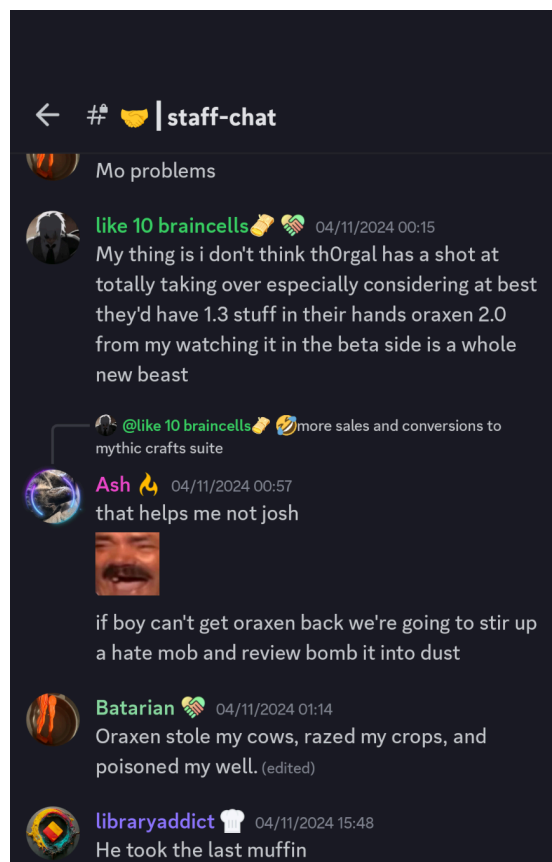 staff-chat
Mo problems
like 10 braincells 04/11/2024 00:15
My thing is i don't think th0rgal has a shot at
totally taking over especially considering at best
they'd have 1.3 stuff in their hands oraxen 2.0
from my watching it in the beta side is a whole
new beast
@like 10 braincells 🤣more sales and conversions to
mythic crafts suite
Ash 04/11/2024 00:57
that helps me not josh
if boy can't get oraxen back we're going to stir up
a hate mob and review bomb it into dust
Batarian 04/11/2024 01:14
Oraxen stole my cows, razed my crops, and
poisoned my well. (edited)
libraryaddict 04/11/2024 15:48
He took the last muffin